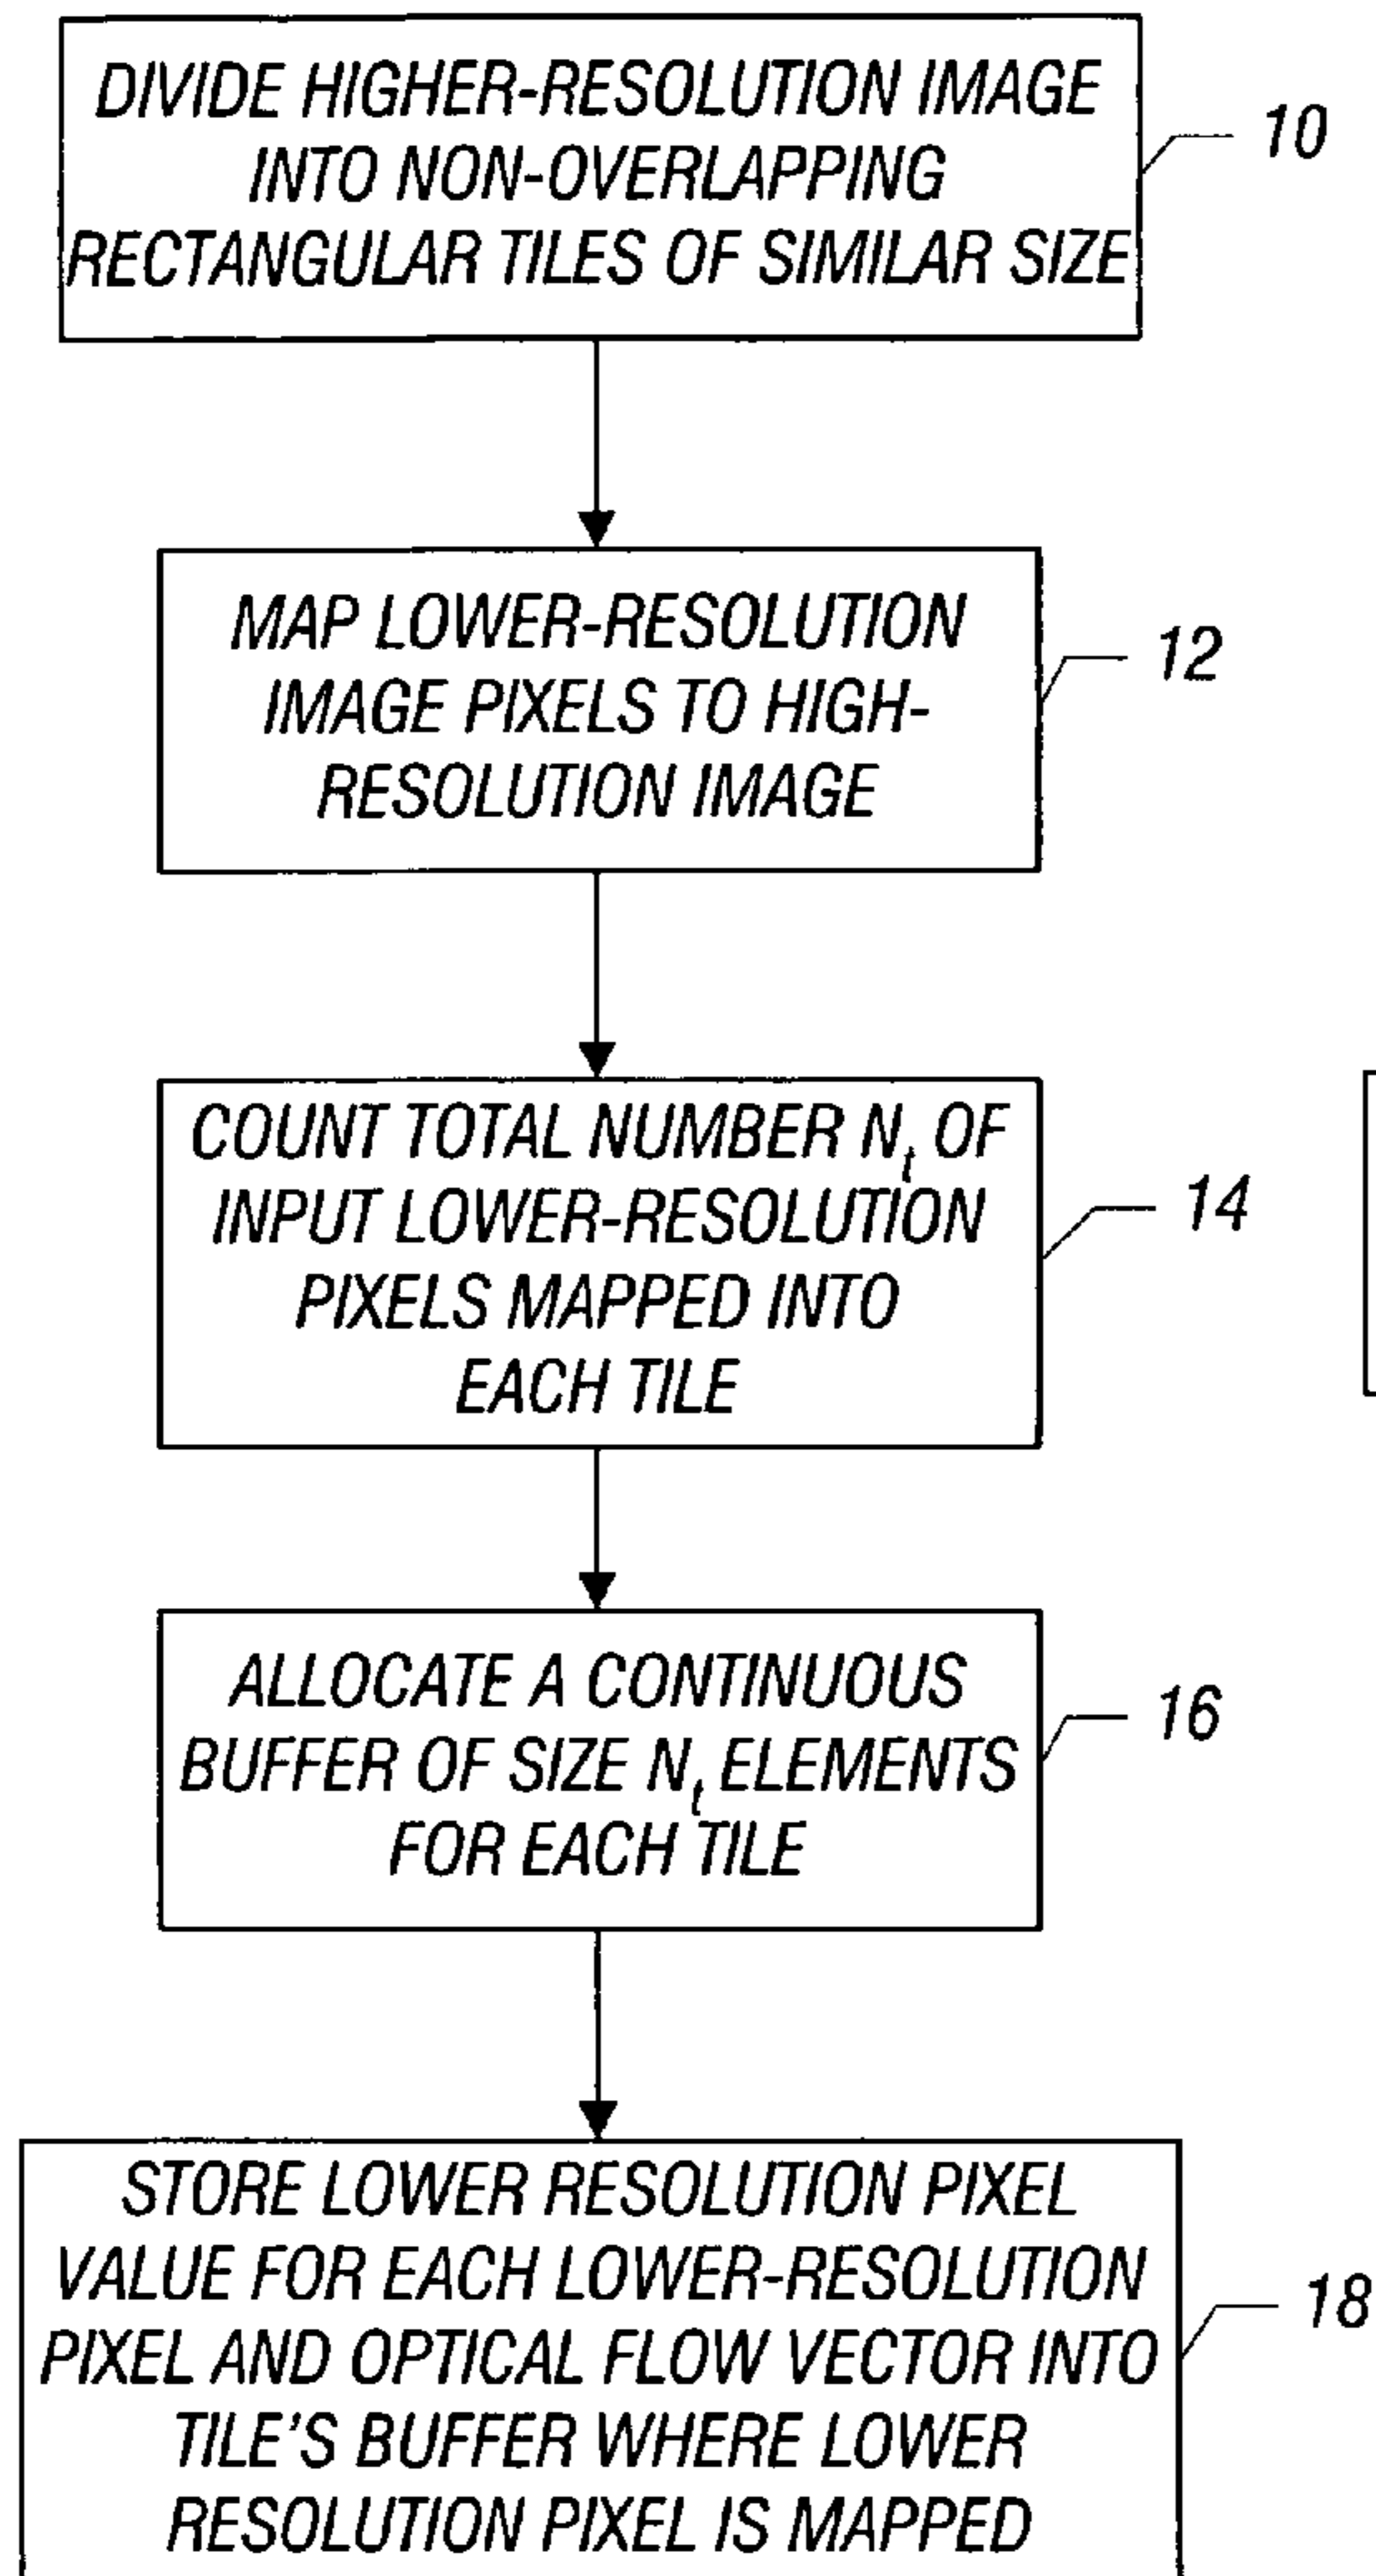 DIVIDE HIGHER-RESOLUTION IMAGE
INTO NON-OVERLAPPING
RECTANGULAR TILES OF SIMILAR SIZE
10
MAP LOWER-RESOLUTION
IMAGE PIXELS TO HIGH-
RESOLUTION IMAGE
12
COUNT TOTAL NUMBER Nt OF
INPUT LOWER-RESOLUTION
PIXELS MAPPED INTO
EACH TILE
14
ALLOCATE A CONTINUOUS
BUFFER OF SIZE Nt ELEMENTS
FOR EACH TILE
16
STORE LOWER RESOLUTION PIXEL
VALUE FOR EACH LOWER-RESOLUTION
PIXEL AND OPTICAL FLOW VECTOR INTO
TILE'S BUFFER WHERE LOWER
RESOLUTION PIXEL IS MAPPED
18